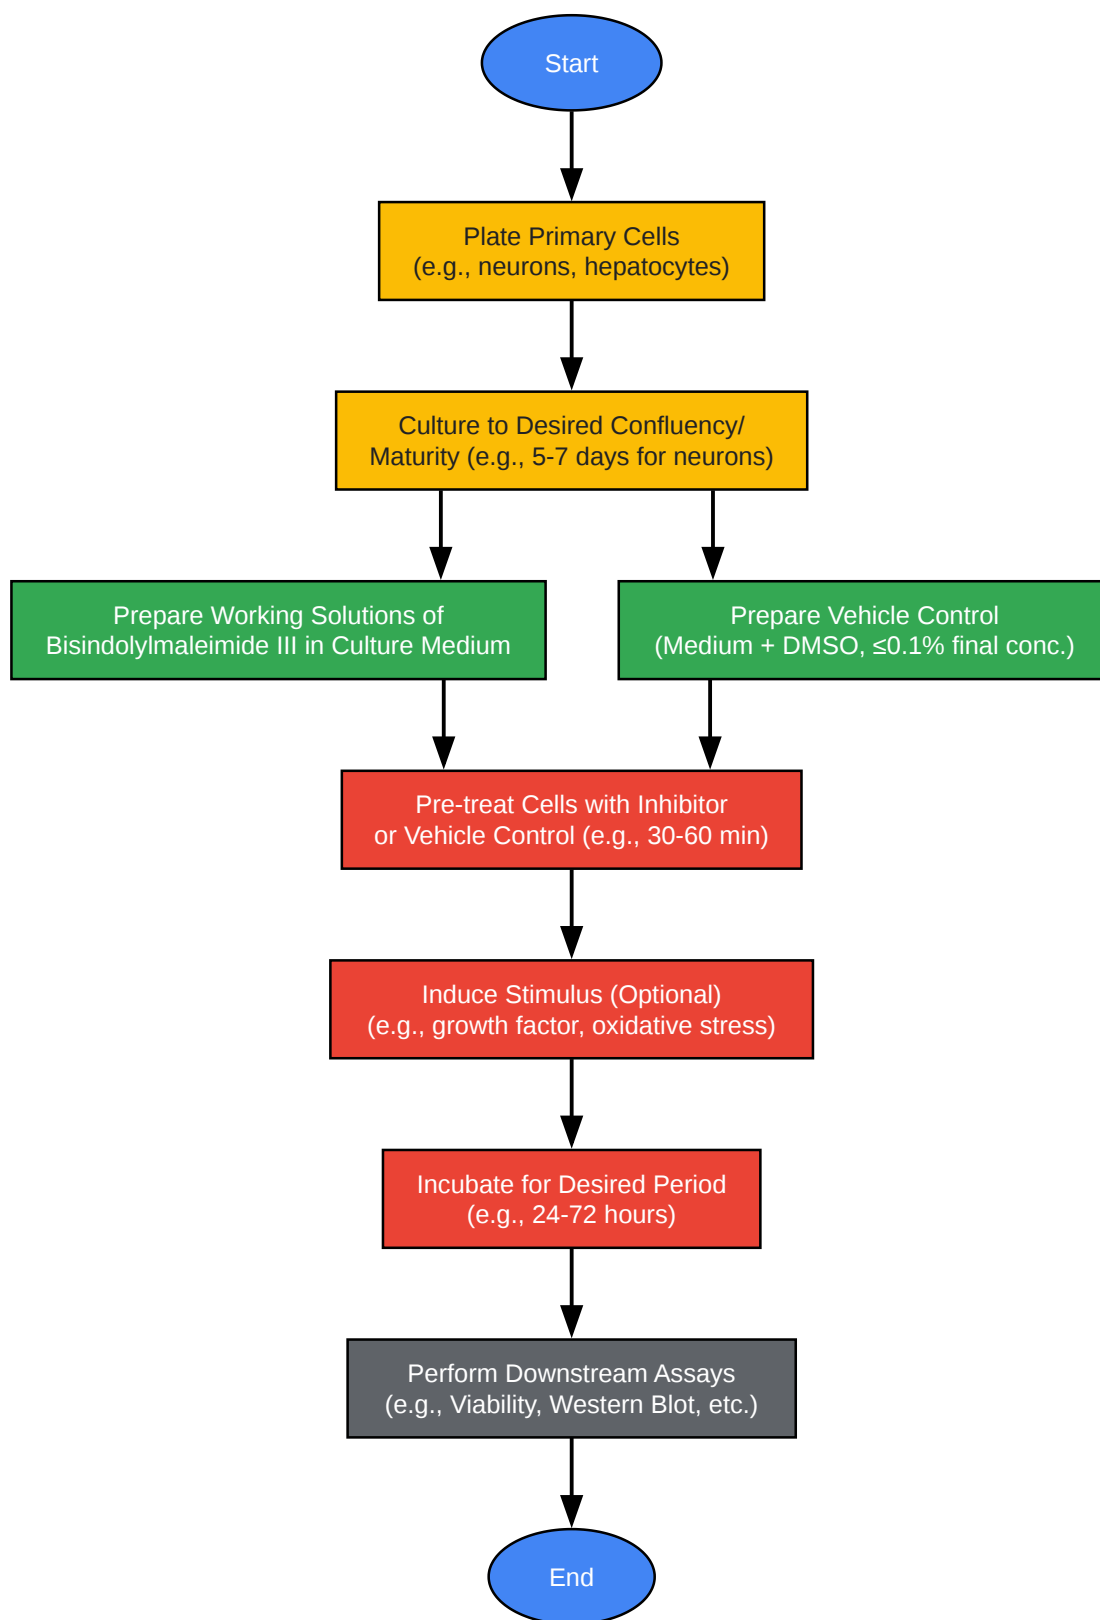 Start
Plate Primary Cells
(e.g., neurons, hepatocytes)
Culture to Desired Confluency/
Maturity (e.g., 5-7 days for neurons)
Prepare Working Solutions of
Bisindolylmaleimide III in Culture Medium
Prepare Vehicle Control
(Medium + DMSO, ≤0.1% final conc.)
Pre-treat Cells with Inhibitor
or Vehicle Control (e.g., 30-60 min)
Induce Stimulus (Optional)
(e.g., growth factor, oxidative stress)
Incubate for Desired Period
(e.g., 24-72 hours)
Perform Downstream Assays
(e.g., Viability, Western Blot, etc.)
End